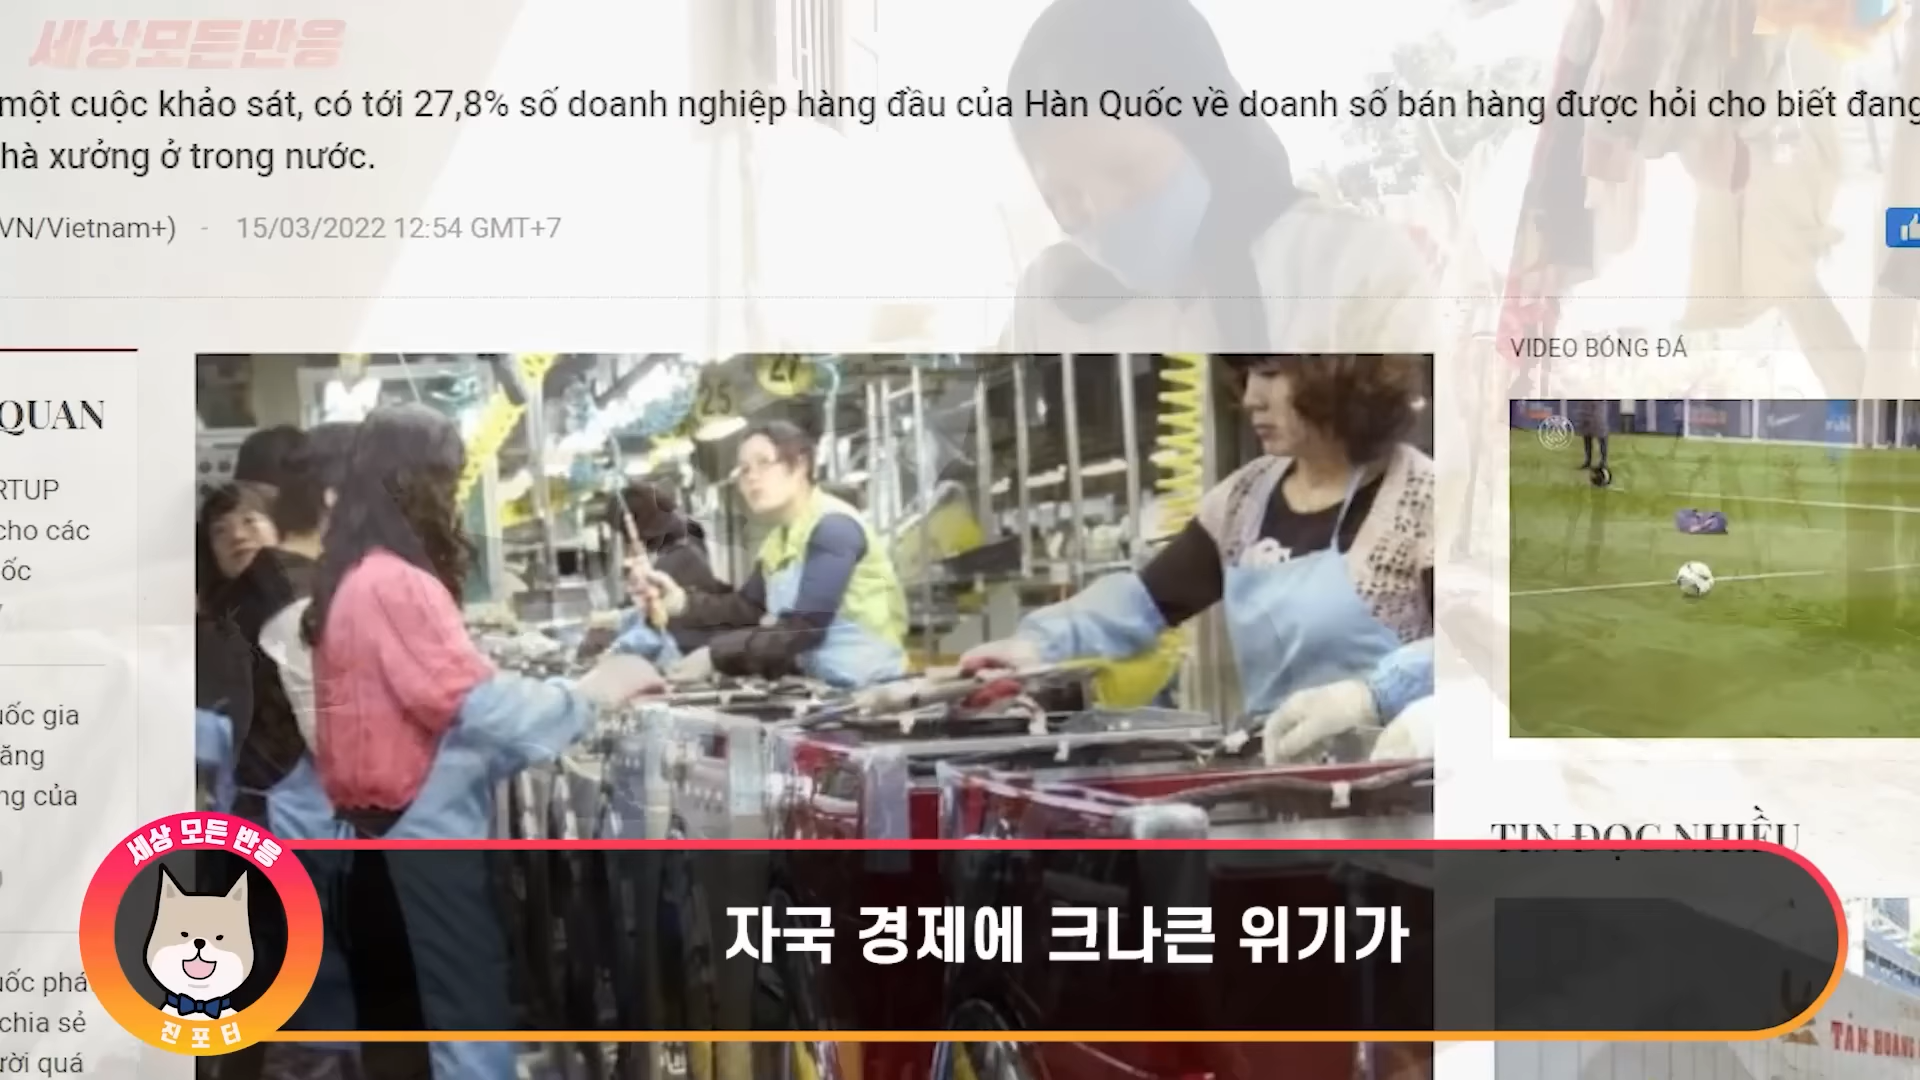 세상모든반응
một cuộc khảo sát, có tới 27,8% số doanh nghiệp hàng đầu của Hàn Quốc về doanh số bán hàng được hỏi cho biết đang
hà xưởng ở trong nước.
VN/Vietnam+) - 15/03/2022 12:54 GMT+7
VIDEO BÓNG ĐÁ
QUAN
RTUP
cho các
ốc
uốc gia
ăng
ng của
TIN ĐỌC NHIỀU
uốc phá
chia sẻ
ười quá
25
27
세상 모든 반응
진포터
자국 경제에 크나큰 위기가